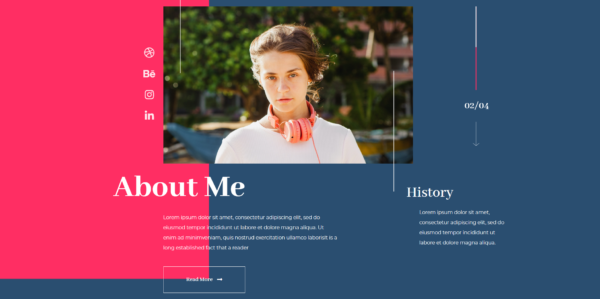 Bē
in
02/04
About Me
Lorem ipsum dolor sit amet, consectetur adipiscing elit, sed do
eiusmod tempor incididunt ut labore et dolore magna aliqua. Ut
enim ad minimveniam, quis nostrud exercitation ullamco laborisit is a
long established fact that a reader
Read More
History
Lorem ipsum dolor sit amet,
consectetur adipiscing elit, sed do
eiusmod tempor incididunt ut
labore et dolore magna aliqua.